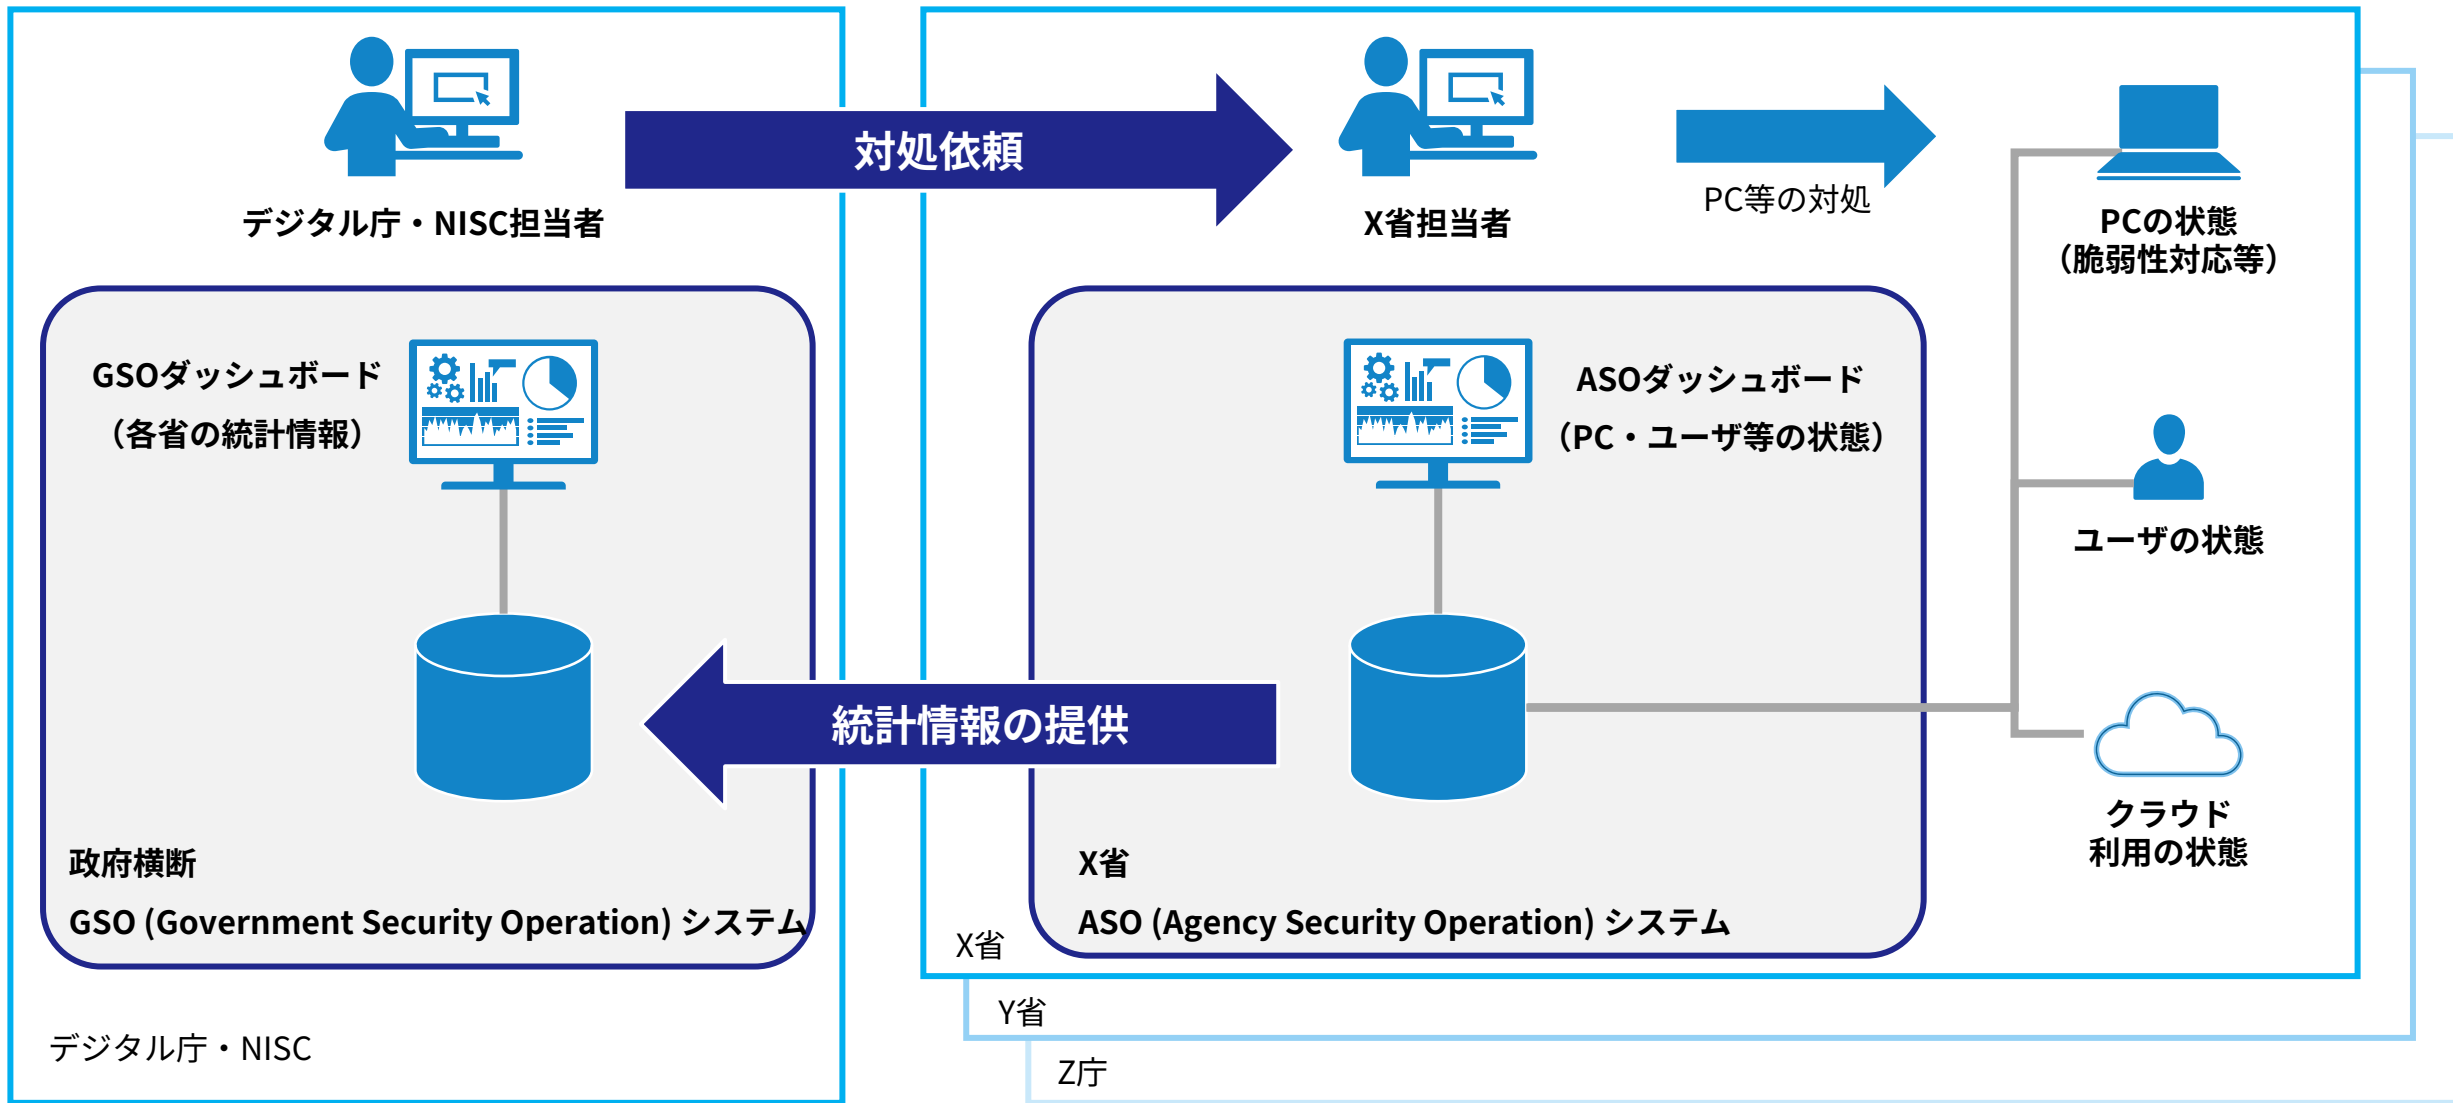 対処依頼
デジタル庁・NISC担当者
X省担当者
PC等の対処
PCの状態
（脆弱性対応等）
GSOダッシュボード
（各省の統計情報）
ASOダッシュボード
（PC・ユーザ等の状態）
ユーザの状態
統計情報の提供
クラウド
利用の状態
政府横断
GSO (Government Security Operation) システム
X省
ASO (Agency Security Operation) システム
X省
Y省
デジタル庁・NISC
Z庁